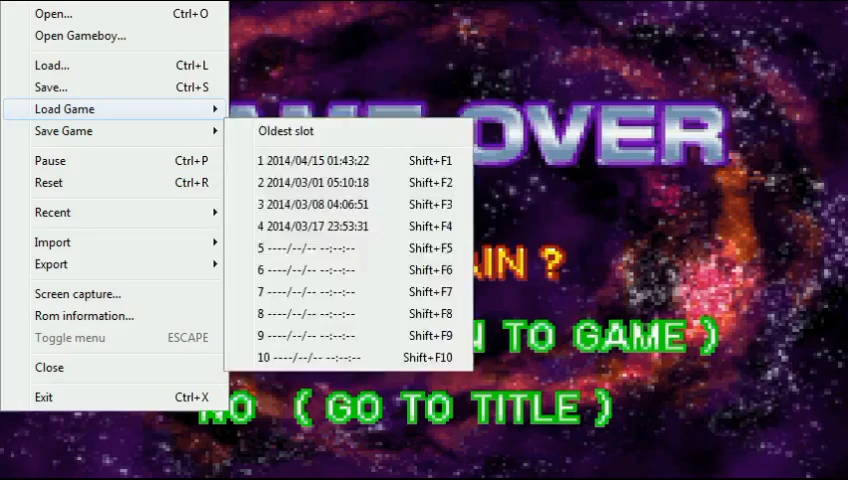 Open... Ctrl+O
Open Gameboy...
Load... Ctrl+L
Save... Ctrl+S
Load Game
Save Game
Pause Ctrl+P
Reset Ctrl+R
Recent
Import
Export
Screen capture...
Rom information...
Toggle menu ESCAPE
Close
Exit Ctrl+X
Oldest slot
1 2014/04/15 01:43:22 Shift+F1
2 2014/03/01 05:10:18 Shift+F2
3 2014/03/08 04:06:51 Shift+F3
4 2014/03/17 23:53:31 Shift+F4
5 ----/--/-- --:--:-- Shift+F5
6 ----/--/-- --:--:-- Shift+F6
7 ----/--/-- --:--:-- Shift+F7
8 ----/--/-- --:--:-- Shift+F8
9 ----/--/-- --:--:-- Shift+F9
10 ----/--/-- --:--:-- Shift+F10
OVER
?
TO GAME )
NO ( GO TO TITLE )